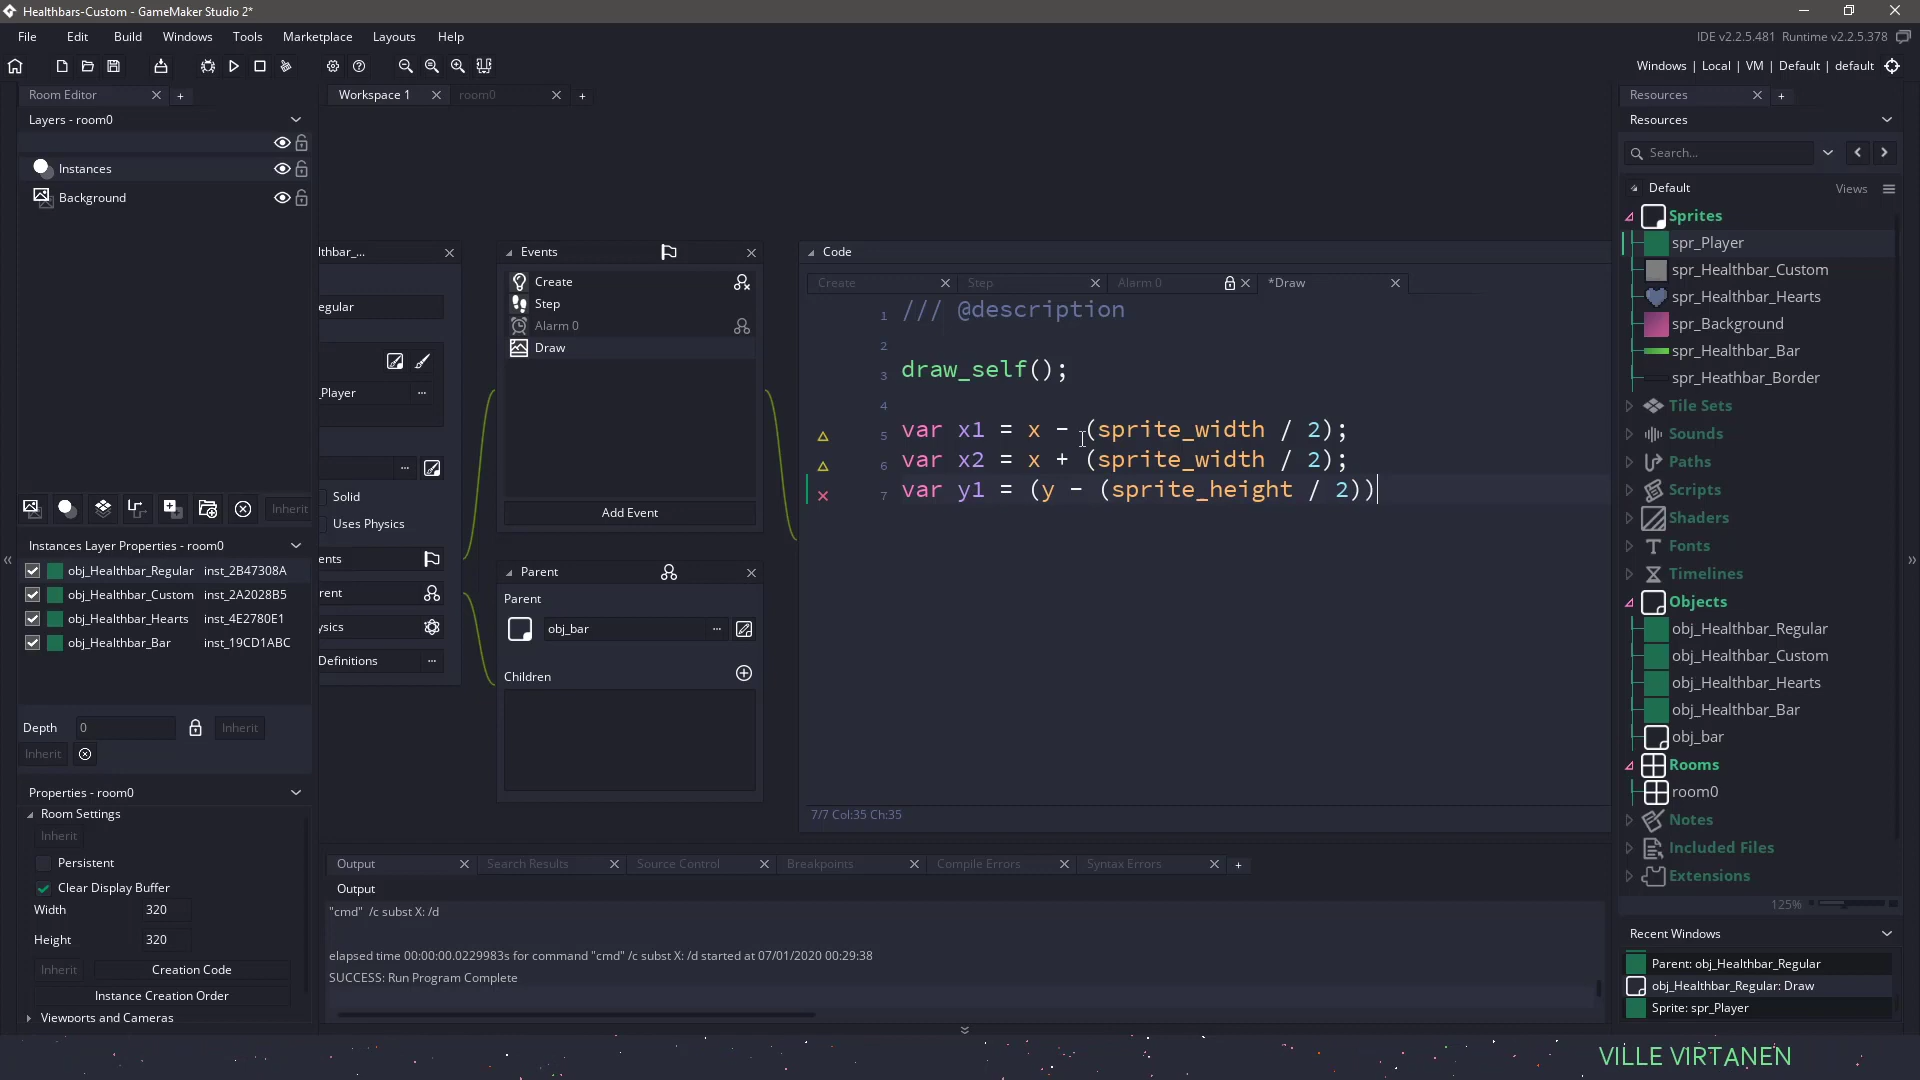 Healthbars-Custom - GameMaker Studio 2*
File Edit Build Windows Tools Marketplace Layouts Help
IDE v2.2.5.481 Runtime v2.2.5.378
Windows | Local | VM | Default | default
Room Editor
Layers - room0
Instances
Background
Inherit
Instances Layer Properties - room0
obj_Healthbar_Regular inst_2B47308A
obj_Healthbar_Custom inst_2A2028B5
obj_Healthbar_Hearts inst_4E2780E1
obj_Healthbar_Bar inst_19CD1ABC
Depth 0 Inherit
Inherit
Properties - room0
Room Settings
Inherit
Persistent
Clear Display Buffer
Width 320
Height 320
Inherit Creation Code
Instance Creation Order
Viewports and Cameras
Workspace 1 room0
lthbar_...
egular
_Player
Solid
Uses Physics
ents
rent
ysics
Definitions
Events
Create
Step
Alarm 0
Draw
Add Event
Parent
Parent
obj_bar
Children
Code
Create Step Alarm 0 *Draw
1 /// @description
2
3 draw_self();
4
5 var x1 = x - (sprite_width / 2);
6 var x2 = x + (sprite_width / 2);
7 var y1 = (y - (sprite_height / 2))
7/7 Col:35 Ch:35
Output Search Results Source Control Breakpoints Compile Errors Syntax Errors
Output
"cmd" /c subst X: /d
elapsed time 00:00:00.0229983s for command "cmd" /c subst X: /d started at 07/01/2020 00:29:38
SUCCESS: Run Program Complete
Resources
Resources
Search...
Default Views
Sprites
spr_Player
spr_Healthbar_Custom
spr_Healthbar_Hearts
spr_Background
spr_Healthbar_Bar
spr_Heathbar_Border
Tile Sets
Sounds
Paths
Scripts
Shaders
Fonts
Timelines
Objects
obj_Healthbar_Regular
obj_Healthbar_Custom
obj_Healthbar_Hearts
obj_Healthbar_Bar
obj_bar
Rooms
room0
Notes
Included Files
Extensions
125%
Recent Windows
Parent: obj_Healthbar_Regular
obj_Healthbar_Regular: Draw
Sprite: spr_Player
VILLE VIRTANEN